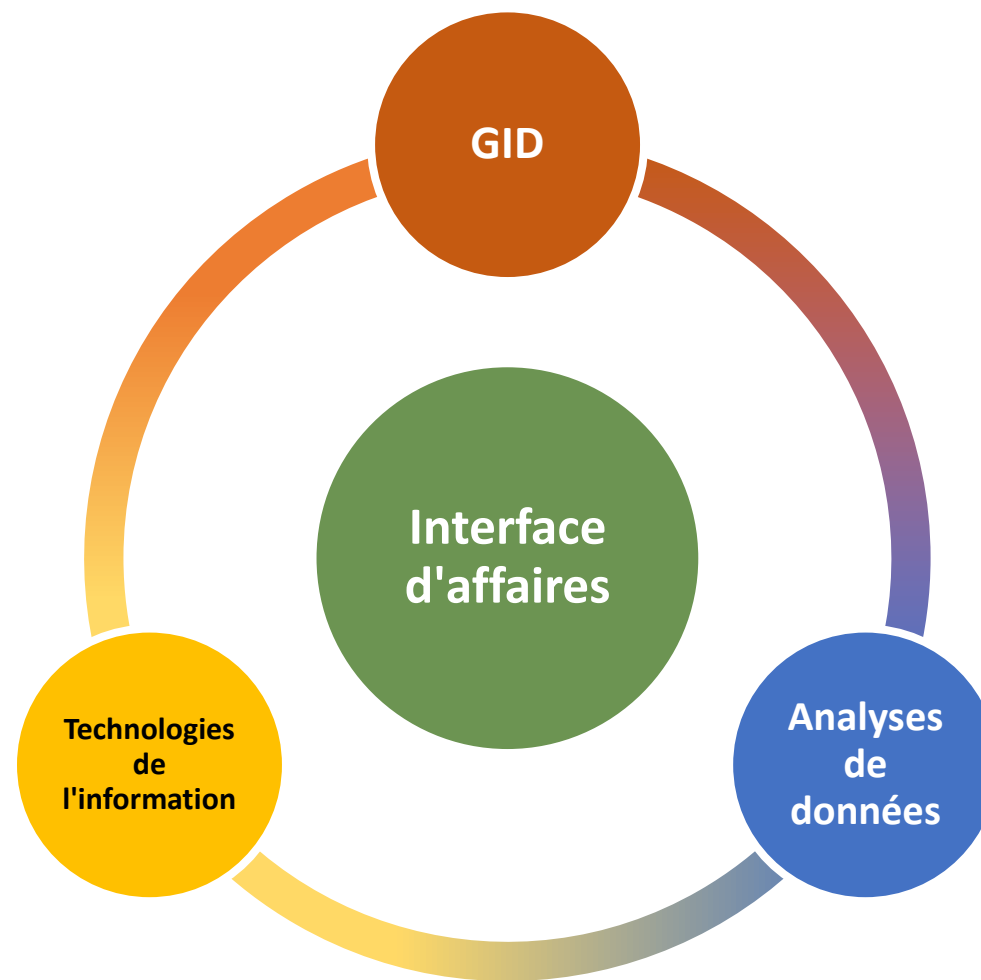 GID
Interface
d'affaires
Technologies
de
l'information
Analyses
de
données